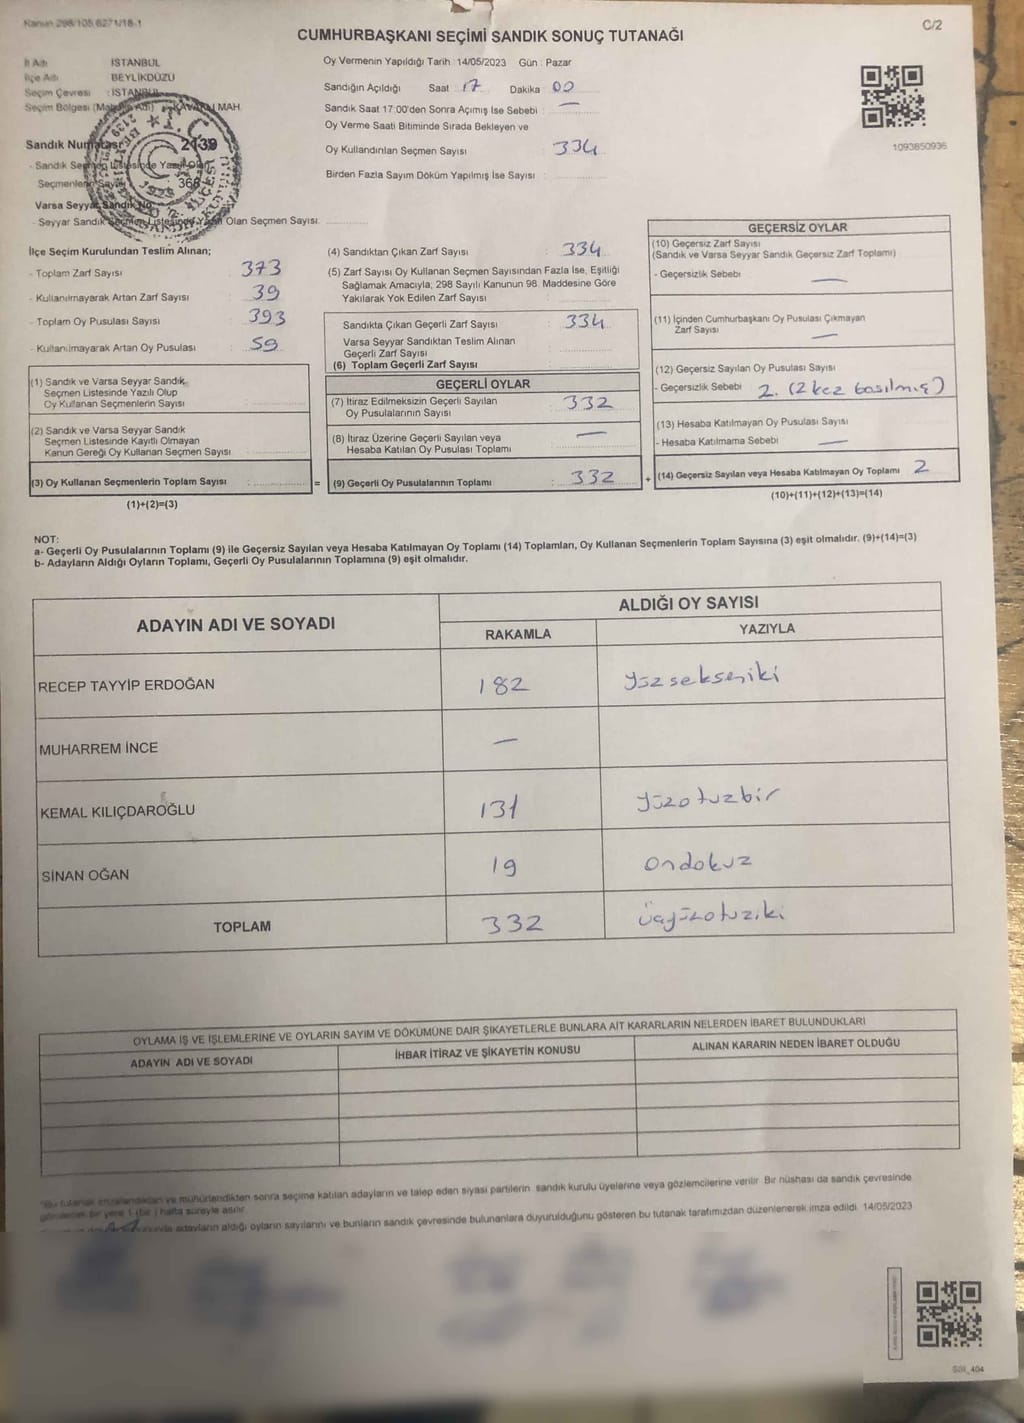 Kanun 298/105,6271/18-1
C/2
CUMHURBAŞKANI SEÇİMİ SANDIK SONUÇ TUTANAĞI
İl Adı : İSTANBUL
İlçe Adı : BEYLİKDÜZÜ
Seçim Çevresi : İSTANBUL
Seçim Bölgesi MAH.
Sandık Numarası 2139
- Sandık Seçmen Listesinde Yazılı Olan
Seçmenlerin Sayısı : 366
Varsa Seyyar Sandık No
- Seyyar Sandık Seçmen Listesinde Yazılı Olan Seçmen Sayısı:
Oy Vermenin Yapıldığı Tarih : 14/05/2023 Gün : Pazar
Sandığın Açıldığı Saat : 17 Dakika : 00
Sandık Saat 17:00'den Sonra Açımış İse Sebebi : —
Oy Verme Saati Bitiminde Sırada Bekleyen ve
Oy Kullandırılan Seçmen Sayısı : 334
Birden Fazla Sayım Döküm Yapılmış İse Sayısı :
1093850936
İlçe Seçim Kurulundan Teslim Alınan;
- Toplam Zarf Sayısı : 373
- Kullanılmayarak Artan Zarf Sayısı : 39
- Toplam Oy Pusulası Sayısı : 393
- Kullanılmayarak Artan Oy Pusulası : 59
(1) Sandık ve Varsa Seyyar Sandık
Seçmen Listesinde Yazılı Olup
Oy Kullanan Seçmenlerin Sayısı :
(2) Sandık ve Varsa Seyyar Sandık
Seçmen Listesinde Kayıtlı Olmayan
Kanun Gereği Oy Kullanan Seçmen Sayısı :
(3) Oy Kullanan Seçmenlerin Toplam Sayısı : =
(1)+(2)=(3)
(4) Sandıktan Çıkan Zarf Sayısı : 334
(5) Zarf Sayısı Oy Kullanan Seçmen Sayısından Fazla İse, Eşitliği
Sağlamak Amacıyla; 298 Sayılı Kanunun 98. Maddesine Göre
Yakılarak Yok Edilen Zarf Sayısı :
Sandıkta Çıkan Geçerli Zarf Sayısı : 334
Varsa Seyyar Sandıktan Teslim Alınan
Geçerli Zarf Sayısı :
(6) Toplam Geçerli Zarf Sayısı :
GEÇERLİ OYLAR
(7) İtiraz Edilmeksizin Geçerli Sayılan
Oy Pusulalarının Sayısı : 332
(8) İtiraz Üzerine Geçerli Sayılan veya
Hesaba Katılan Oy Pusulası Toplamı : —
(9) Geçerli Oy Pusulalarının Toplamı : 332 +
GEÇERSİZ OYLAR
(10) Geçersiz Zarf Sayısı
(Sandık ve Varsa Seyyar Sandık Geçersiz Zarf Toplamı)
- Geçersizlik Sebebi : —
(11) İçinden Cumhurbaşkanı Oy Pusulası Çıkmayan
Zarf Sayısı —
(12) Geçersiz Sayılan Oy Pusulası Sayısı
- Geçersizlik Sebebi 2. (2 kez basılmış)
(13) Hesaba Katılmayan Oy Pusulası Sayısı
- Hesaba Katılmama Sebebi —
(14) Geçersiz Sayılan veya Hesaba Katılmayan Oy Toplamı : 2
(10)+(11)+(12)+(13)=(14)
NOT:
a- Geçerli Oy Pusulalarının Toplamı (9) ile Geçersiz Sayılan veya Hesaba Katılmayan Oy Toplamı (14) Toplamları, Oy Kullanan Seçmenlerin Toplam Sayısına (3) eşit olmalıdır. (9)+(14)=(3)
b- Adayların Aldığı Oyların Toplamı, Geçerli Oy Pusulalarının Toplamına (9) eşit olmalıdır.
ADAYIN ADI VE SOYADI ALDIĞI OY SAYISI
RAKAMLA YAZIYLA
RECEP TAYYİP ERDOĞAN 182 yüzsekseniki
MUHARREM İNCE —
KEMAL KILIÇDAROĞLU 131 yüzotuzbir
SİNAN OĞAN 19 ondokuz
TOPLAM 332 üçyüzotuziki
OYLAMA İŞ VE İŞLEMLERİNE VE OYLARIN SAYIM VE DÖKÜMÜNE DAİR ŞİKAYETLERLE BUNLARA AİT KARARLARIN NELERDEN İBARET BULUNDUKLARI
ADAYIN ADI VE SOYADI İHBAR İTİRAZ VE ŞİKAYETİN KONUSU ALINAN KARARIN NEDEN İBARET OLDUĞU
"Bu tutanak imzalandıktan ve mühürlendikten sonra seçime katılan adayların ve talep eden siyasi partilerin sandık kurulu üyelerine veya gözlemcilerine verilir. Bir nüshası da sandık çevresinde
görülecek bir yere 1 (bir) hafta süreyle asılır.
adayların aldığı oyların sayılarını ve bunların sandık çevresinde bulunanlara duyurulduğunu gösteren bu tutanak tarafımızdan düzenlenerek imza edildi. 14/05/2023